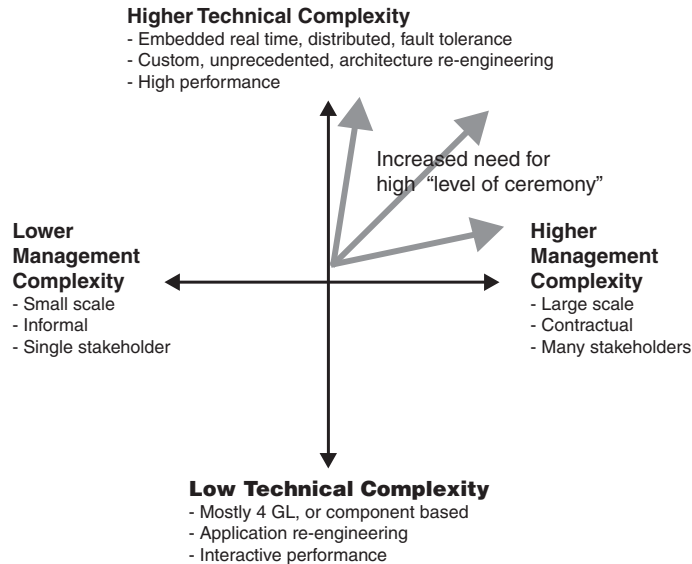 Higher Technical Complexity
- Embedded real time, distributed, fault tolerance
- Custom, unprecedented, architecture re-engineering
- High performance
Increased need for
high “level of ceremony”
Lower
Management
Complexity
- Small scale
- Informal
- Single stakeholder
Higher
Management
Complexity
- Large scale
- Contractual
- Many stakeholders
Low Technical Complexity
- Mostly 4 GL, or component based
- Application re-engineering
- Interactive performance